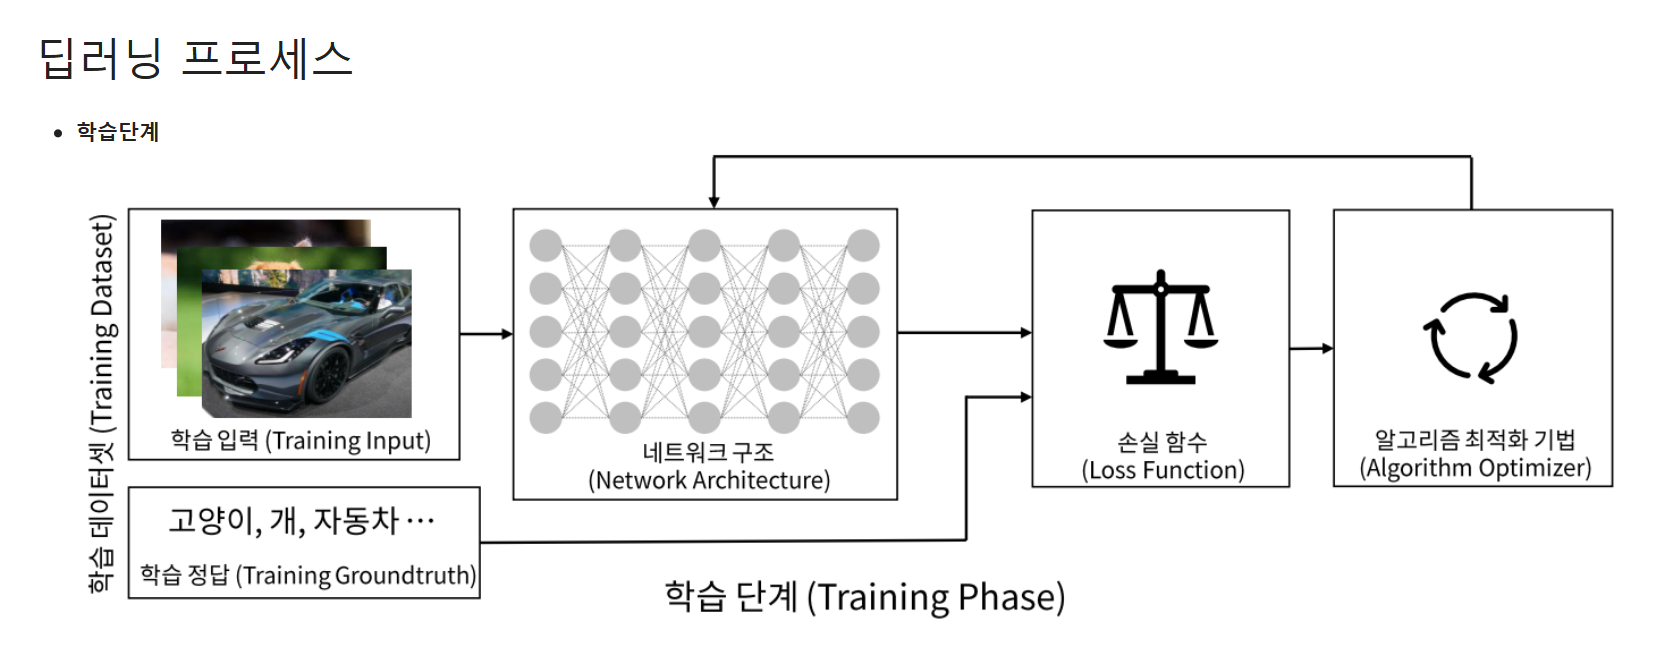 딥러닝 프로세스
• 학습단계
학습 데이터셋 (Training Dataset)
학습 입력 (Training Input)
네트워크 구조
(Network Architecture)
손실 함수
(Loss Function)
알고리즘 최적화 기법
(Algorithm Optimizer)
고양이, 개, 자동차 ···
학습 정답 (Training Groundtruth)
학습 단계 (Training Phase)